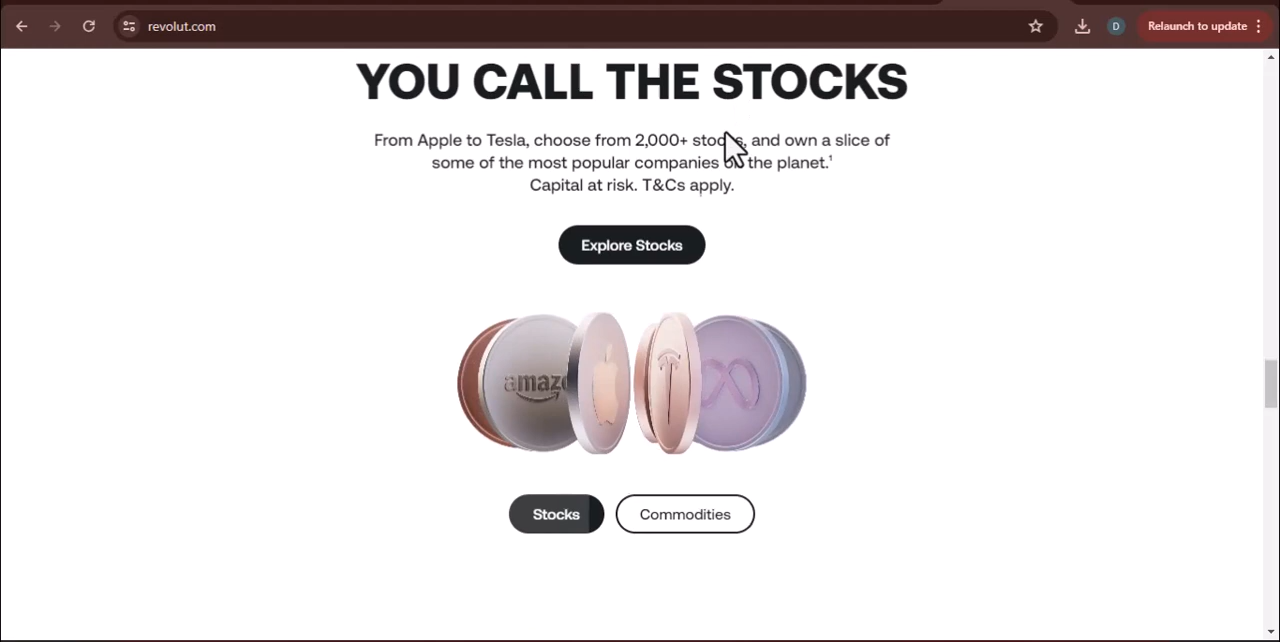 revolut.com
D
Relaunch to update
YOU CALL THE STOCKS
From Apple to Tesla, choose from 2,000+ stocks, and own a slice of
some of the most popular companies on the planet.¹
Capital at risk. T&Cs apply.
Explore Stocks
amazo
Stocks
Commodities